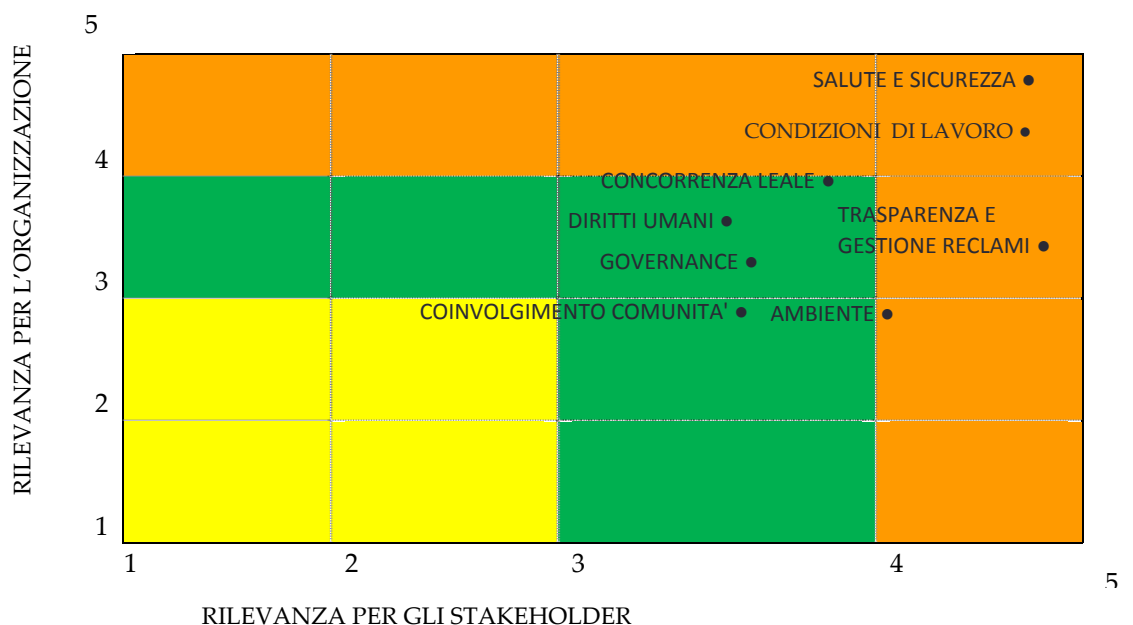 5
RILEVANZA PER L'ORGANIZZAZIONE
SALUTE E SICUREZZA
CONDIZIONI DI LAVORO
4
CONCORRENZA LEALE
DIRITTI UMANI
TRASPARENZA E
GESTIONE RECLAMI
GOVERNANCE
3
COINVOLGIMENTO COMUNITA'
AMBIENTE
2
1
1 2 3 4 5
RILEVANZA PER GLI STAKEHOLDER